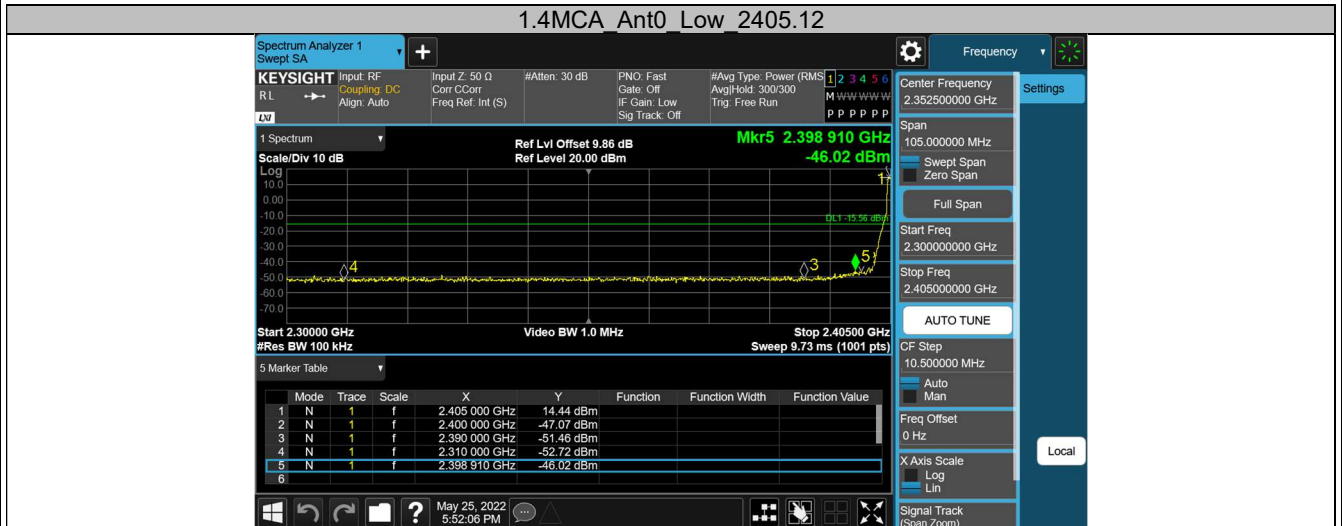 1.4MCA_Ant0_Low_2405.12
Spectrum Analyzer 1
Swept SA
+
Frequency
KEYSIGHT
R L
LXI
Input: RF
Coupling: DC
Align: Auto
Input Z: 50 Ω
Corr CCorr
Freq Ref: Int (S)
#Atten: 30 dB
PNO: Fast
Gate: Off
IF Gain: Low
Sig Track: Off
#Avg Type: Power (RMS
Avg|Hold: 300/300
Trig: Free Run
1 2 3 4 5 6
M W W W W W
P P P P P P
1 Spectrum
Scale/Div 10 dB
Ref Lvl Offset 9.86 dB
Ref Level 20.00 dBm
Mkr5 2.398 910 GHz
-46.02 dBm
Log
10.0
0.00
-10.0
-20.0
-30.0
-40.0
-50.0
-60.0
-70.0
DL1 -15.56 dBm
1
4
3
5
Start 2.30000 GHz
#Res BW 100 kHz
Video BW 1.0 MHz
Stop 2.40500 GHz
Sweep 9.73 ms (1001 pts)
5 Marker Table
Mode Trace Scale X Y Function Function Width Function Value
1 N 1 f 2.405 000 GHz 14.44 dBm
2 N 1 f 2.400 000 GHz -47.07 dBm
3 N 1 f 2.390 000 GHz -51.46 dBm
4 N 1 f 2.310 000 GHz -52.72 dBm
5 N 1 f 2.398 910 GHz -46.02 dBm
6
Center Frequency
2.352500000 GHz
Settings
Span
105.000000 MHz
Swept Span
Zero Span
Full Span
Start Freq
2.300000000 GHz
Stop Freq
2.405000000 GHz
AUTO TUNE
CF Step
10.500000 MHz
Auto
Man
Freq Offset
0 Hz
X Axis Scale
Log
Lin
Local
Signal Track
(Span Zoom)
?
May 25, 2022
5:52:06 PM